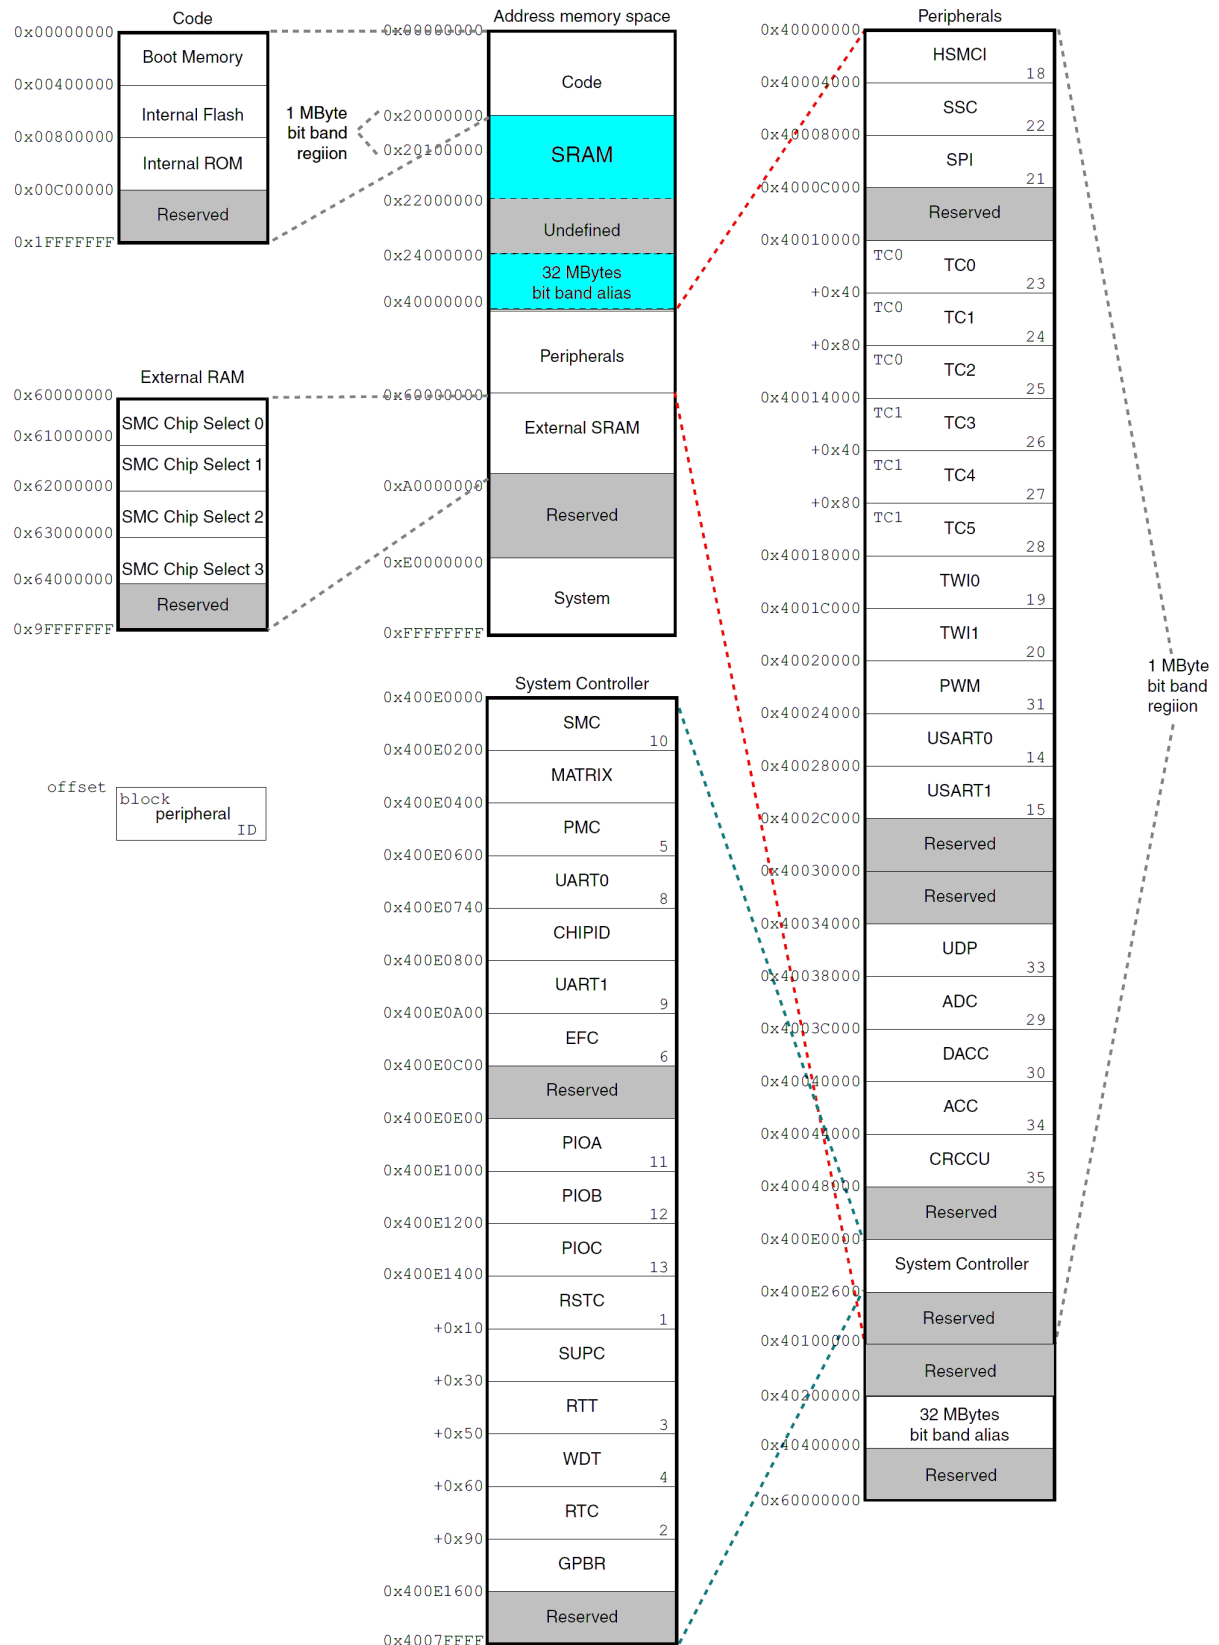 Code
0x00000000
Boot Memory
0x00400000
Internal Flash
0x00800000
Internal ROM
0x00C00000
Reserved
0x1FFFFFFF
1 MByte
bit band
regiion
External RAM
0x60000000
SMC Chip Select 0
0x61000000
SMC Chip Select 1
0x62000000
SMC Chip Select 2
0x63000000
SMC Chip Select 3
0x64000000
Reserved
0x9FFFFFFF
offset
block
peripheral
ID
Address memory space
0x00000000
Code
0x20000000
0x20100000
SRAM
0x22000000
Undefined
0x24000000
32 MBytes
bit band alias
0x40000000
Peripherals
0x60000000
External SRAM
0xA0000000
Reserved
0xE0000000
System
0xFFFFFFFF
System Controller
0x400E0000
SMC
10
0x400E0200
MATRIX
0x400E0400
PMC
5
0x400E0600
UART0
8
0x400E0740
CHIPID
0x400E0800
UART1
9
0x400E0A00
EFC
6
0x400E0C00
Reserved
0x400E0E00
PIOA
11
0x400E1000
PIOB
12
0x400E1200
PIOC
13
0x400E1400
RSTC
1
+0x10
SUPC
+0x30
RTT
3
+0x50
WDT
4
+0x60
RTC
2
+0x90
GPBR
0x400E1600
Reserved
0x4007FFFF
Peripherals
0x40000000
HSMCI
18
0x40004000
SSC
22
0x40008000
SPI
21
0x4000C000
Reserved
0x40010000
TC0
TC0
23
+0x40
TC0
TC1
24
+0x80
TC0
TC2
25
0x40014000
TC1
TC3
26
+0x40
TC1
TC4
27
+0x80
TC1
TC5
28
0x40018000
TWI0
19
0x4001C000
TWI1
20
0x40020000
PWM
31
0x40024000
USART0
14
0x40028000
USART1
15
0x4002C000
Reserved
0x40030000
Reserved
0x40034000
UDP
33
0x40038000
ADC
29
0x4003C000
DACC
30
0x40040000
ACC
34
0x40044000
CRCCU
35
0x40048000
Reserved
0x400E0000
System Controller
0x400E2600
Reserved
0x40100000
Reserved
0x40200000
32 MBytes
bit band alias
0x40400000
Reserved
0x60000000
1 MByte
bit band
regiion